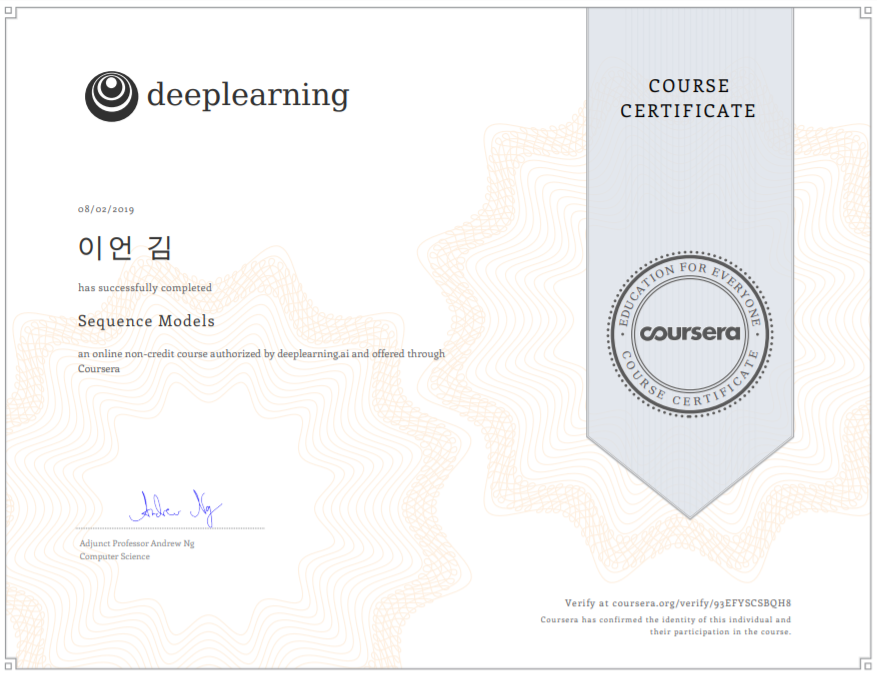 deeplearning
COURSE
CERTIFICATE
08/02/2019
이언 김
has successfully completed
Sequence Models
an online non-credit course authorized by deeplearning.ai and offered through
Coursera
EDUCATION FOR EVERYONE
coursera
COURSE CERTIFICATE
Andrew Ng
Adjunct Professor Andrew Ng
Computer Science
Verify at coursera.org/verify/93EFYSCSBQH8
Coursera has confirmed the identity of this individual and
their participation in the course.